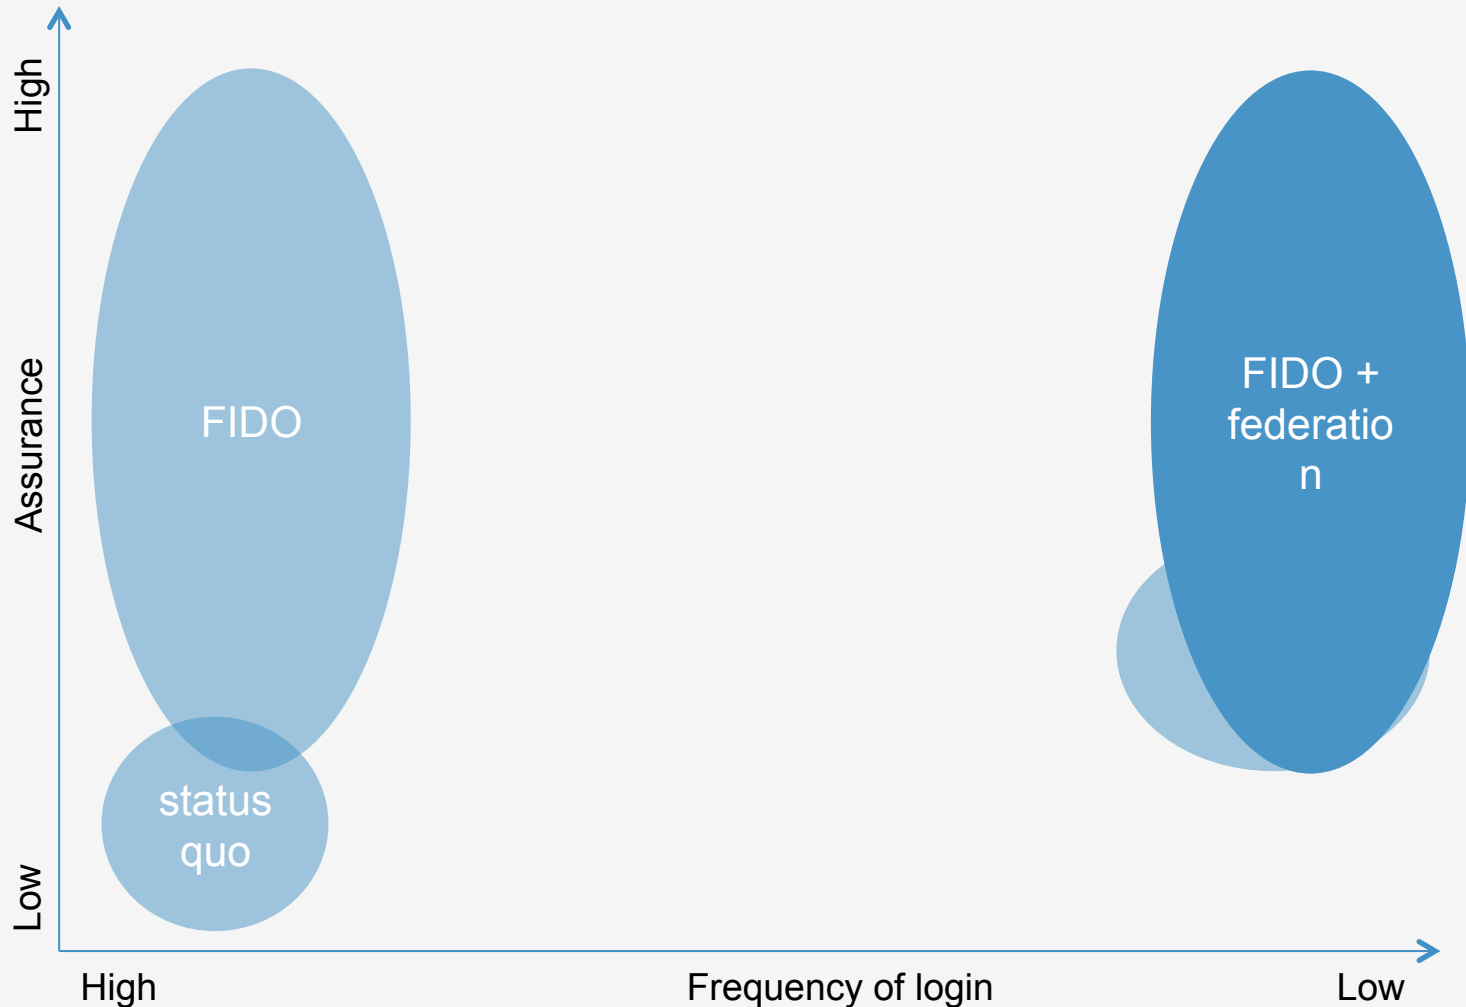 High
Assurance
Low
FIDO
status
quo
FIDO +
federatio
n
High
Frequency of login
Low